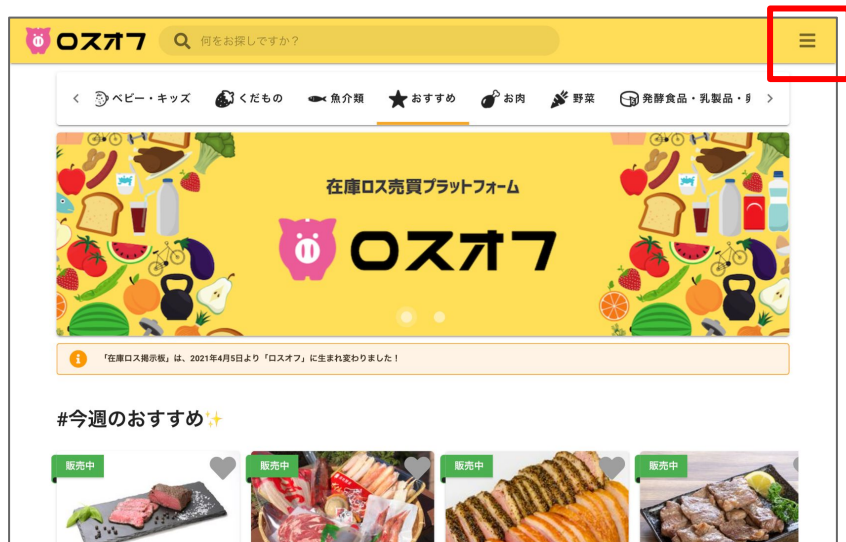 ロスオフ 何をお探しですか?
ベビー・キッズ くだもの 魚介類 おすすめ お肉 野菜 発酵食品・乳製品・
在庫ロス売買プラットフォーム
ロスオフ
「在庫ロス掲示板」は、2021年4月5日より「ロスオフ」に生まれ変わりました!
#今週のおすすめ✨
販売中 販売中 販売中 販売中